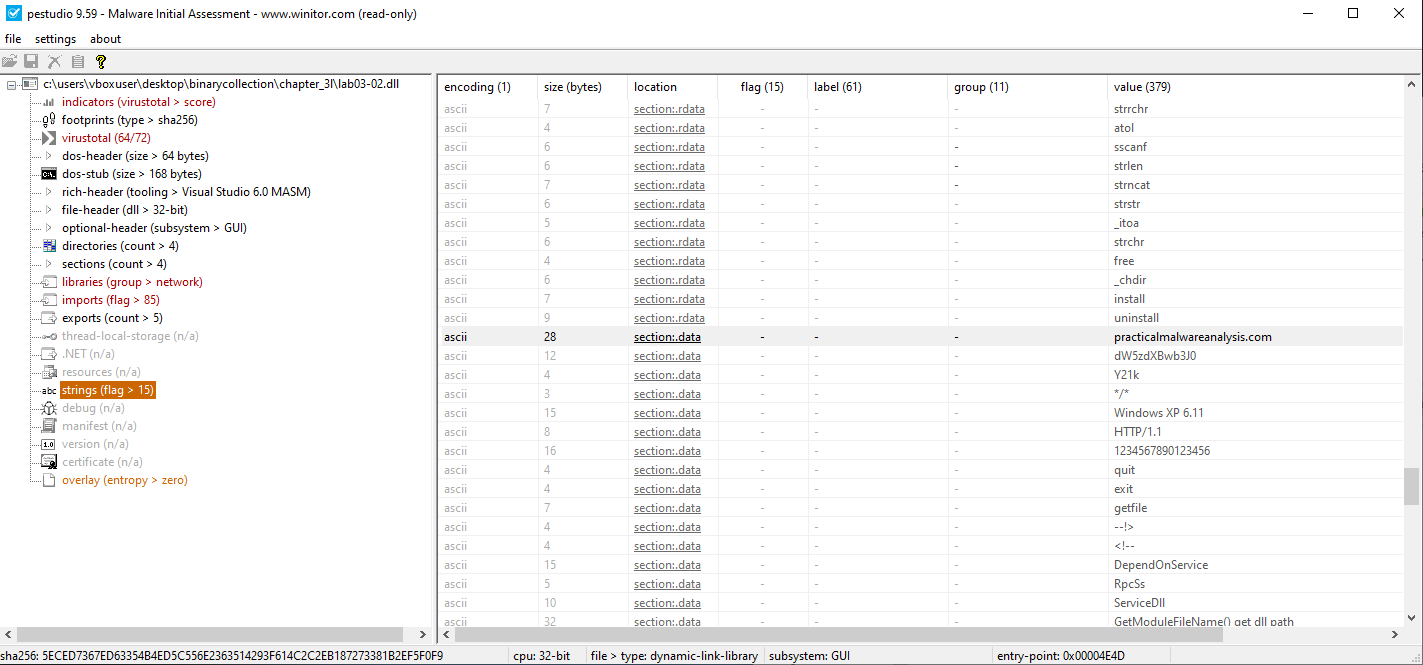 pestudio 9.59 - Malware Initial Assessment - www.winitor.com (read-only)
file settings about
c:\users\vboxuser\desktop\binarycollection\chapter_3l\lab03-02.dll
indicators (virustotal > score)
footprints (type > sha256)
virustotal (64/72)
dos-header (size > 64 bytes)
dos-stub (size > 168 bytes)
rich-header (tooling > Visual Studio 6.0 MASM)
file-header (dll > 32-bit)
optional-header (subsystem > GUI)
directories (count > 4)
sections (count > 4)
libraries (group > network)
imports (flag > 85)
exports (count > 5)
thread-local-storage (n/a)
.NET (n/a)
resources (n/a)
abc strings (flag > 15)
debug (n/a)
manifest (n/a)
1.0 version (n/a)
certificate (n/a)
overlay (entropy > zero)
encoding (1) size (bytes) location flag (15) label (61) group (11) value (379)
ascii 7 section:.rdata - - - strrchr
ascii 4 section:.rdata - - - atol
ascii 6 section:.rdata - - - sscanf
ascii 6 section:.rdata - - - strlen
ascii 7 section:.rdata - - - strncat
ascii 6 section:.rdata - - - strstr
ascii 5 section:.rdata - - - _itoa
ascii 6 section:.rdata - - - strchr
ascii 4 section:.rdata - - - free
ascii 6 section:.rdata - - - _chdir
ascii 7 section:.rdata - - - install
ascii 9 section:.rdata - - - uninstall
ascii 28 section:.data - - - practicalmalwareanalysis.com
ascii 12 section:.data - - - dW5zdXBwb3J0
ascii 4 section:.data - - - Y21k
ascii 3 section:.data - - - */*
ascii 15 section:.data - - - Windows XP 6.11
ascii 8 section:.data - - - HTTP/1.1
ascii 16 section:.data - - - 1234567890123456
ascii 4 section:.data - - - quit
ascii 4 section:.data - - - exit
ascii 7 section:.data - - - getfile
ascii 4 section:.data - - - --!>
ascii 4 section:.data - - - <!--
ascii 15 section:.data - - - DependOnService
ascii 5 section:.data - - - RpcSs
ascii 10 section:.data - - - ServiceDll
ascii 32 section:.data - - - GetModuleFileName() get dll path
sha256: 5ECED7367ED63354B4ED5C556E2363514293F614C2C2EB187273381B2EF5F0F9 cpu: 32-bit file > type: dynamic-link-library subsystem: GUI entry-point: 0x00004E4D